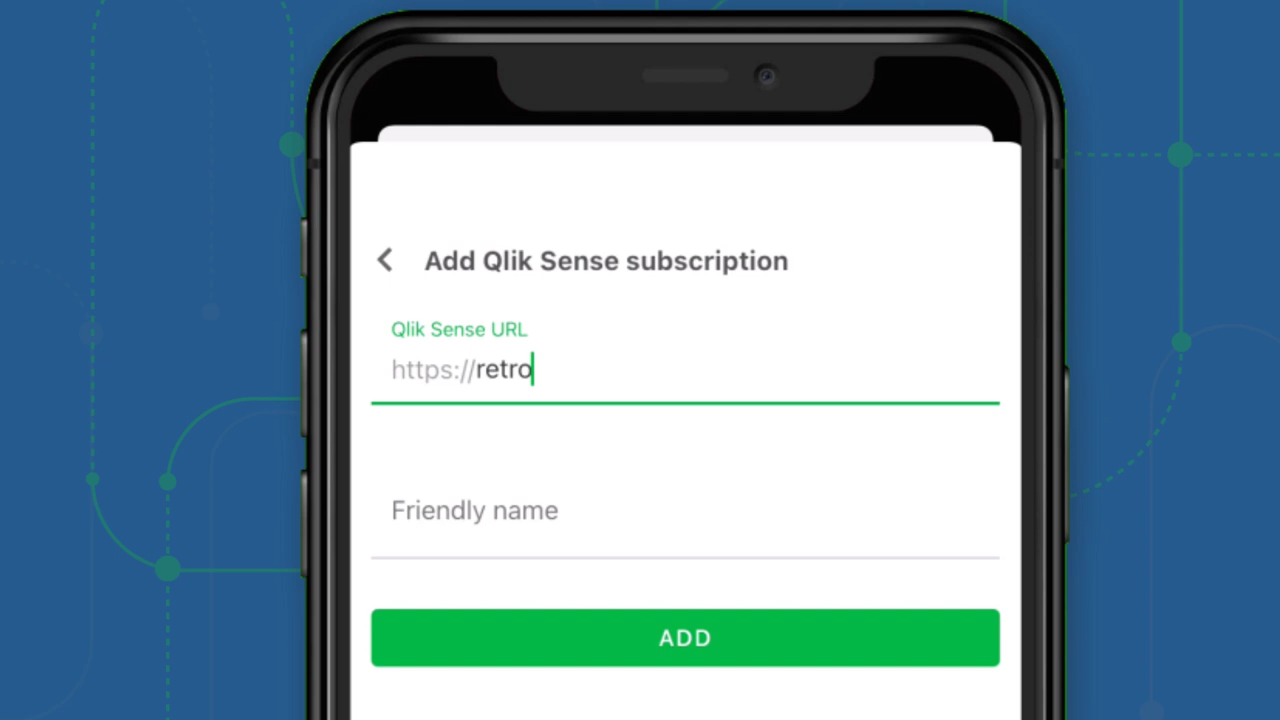 Add Qlik Sense subscription
Qlik Sense URL
https://retro
Friendly name
ADD